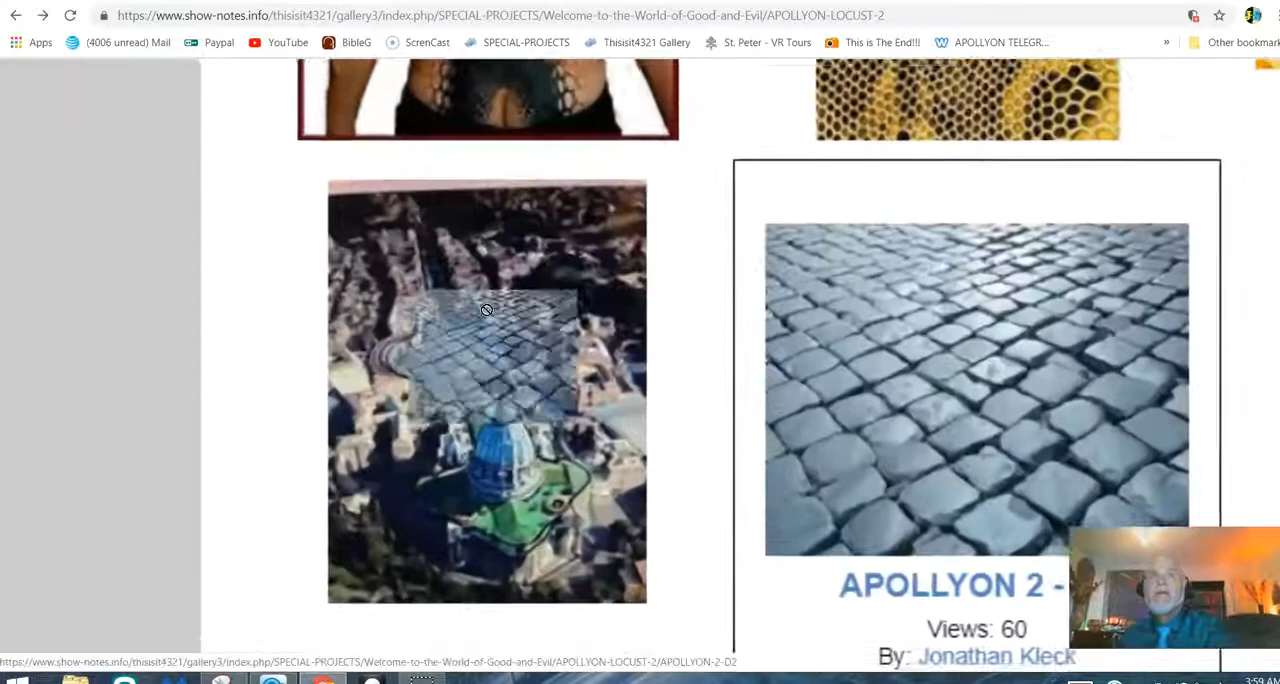 https://www.show-notes.info/thisisit4321/gallery3/index.php/SPECIAL-PROJECTS/Welcome-to-the-World-of-Good-and-Evil/APOLLYON-LOCUST-2
Apps (4006 unread) Mail Paypal YouTube BibleG ScrenCast SPECIAL-PROJECTS Thisisit4321 Gallery St. Peter - VR Tours This is The End!!! APOLLYON TELEGR... » Other bookmark
APOLLYON 2 -
Views: 60
By: Jonathan Kleck
https://www.show-notes.info/thisisit4321/gallery3/index.php/SPECIAL-PROJECTS/Welcome-to-the-World-of-Good-and-Evil/APOLLYON-LOCUST-2/APOLLYON-2-D2
3:59 AM